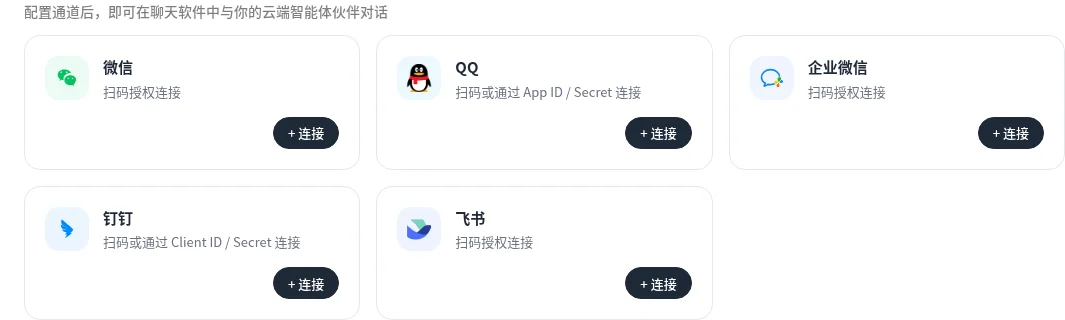 配置通道后，即可在聊天软件中与你的云端智能体伙伴对话
微信
扫码授权连接
+ 连接
QQ
扫码或通过 App ID / Secret 连接
+ 连接
企业微信
扫码授权连接
+ 连接
钉钉
扫码或通过 Client ID / Secret 连接
+ 连接
飞书
扫码授权连接
+ 连接